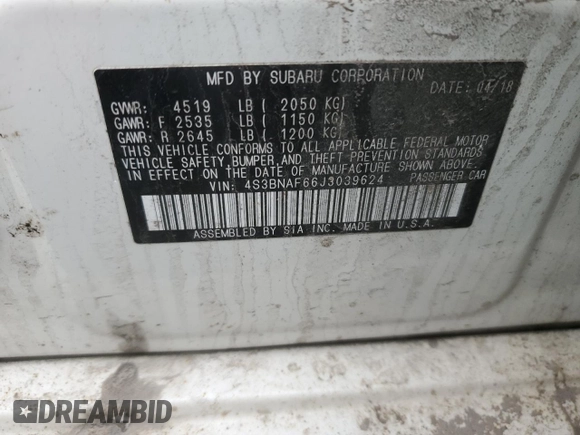 MFD BY SUBARU CORPORATION
DATE: 04/18
GVWR: 4519 LB ( 2050 KG)
GAWR: F 2535 LB ( 1150 KG)
GAWR: R 2645 LB ( 1200 KG)
THIS VEHICLE CONFORMS TO ALL APPLICABLE FEDERAL MOTOR
VEHICLE SAFETY, BUMPER, AND THEFT PREVENTION STANDARDS
IN EFFECT ON THE DATE OF MANUFACTURE SHOWN ABOVE.
VIN: 4S3BNAF66J3039624 PASSENGER CAR
ASSEMBLED BY SIA INC. MADE IN U.S.A.
DREAMBID